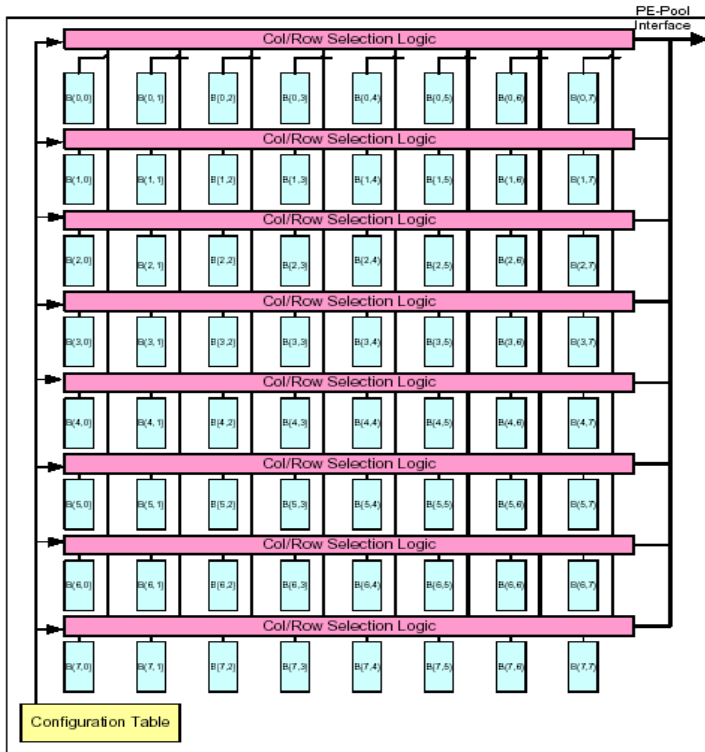 PE-Pool
Interface
Col/Row Selection Logic
B(0,0) B(0,1) B(0,2) B(0,3) B(0,4) B(0,5) B(0,6) B(0,7)
Col/Row Selection Logic
B(1,0) B(1,1) B(1,2) B(1,3) B(1,4) B(1,5) B(1,6) B(1,7)
Col/Row Selection Logic
B(2,0) B(2,1) B(2,2) B(2,3) B(2,4) B(2,5) B(2,6) B(2,7)
Col/Row Selection Logic
B(3,0) B(3,1) B(3,2) B(3,3) B(3,4) B(3,5) B(3,6) B(3,7)
Col/Row Selection Logic
B(4,0) B(4,1) B(4,2) B(4,3) B(4,4) B(4,5) B(4,6) B(4,7)
Col/Row Selection Logic
B(5,0) B(5,1) B(5,2) B(5,3) B(5,4) B(5,5) B(5,6) B(5,7)
Col/Row Selection Logic
B(6,0) B(6,1) B(6,2) B(6,3) B(6,4) B(6,5) B(6,6) B(6,7)
Col/Row Selection Logic
B(7,0) B(7,1) B(7,2) B(7,3) B(7,4) B(7,5) B(7,6) B(7,7)
Configuration Table